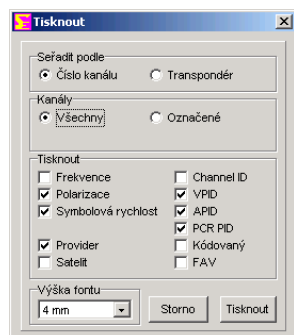 Tisknout
Seřadit podle
Číslo kanálu Transpondér
Kanály
Všechny Označené
Tisknout
Frekvence Channel ID
Polarizace VPID
Symbolová rychlost APID
PCR PID
Provider Kódovaný
Satelit FAV
Výška fontu
4 mm Storno Tisknout